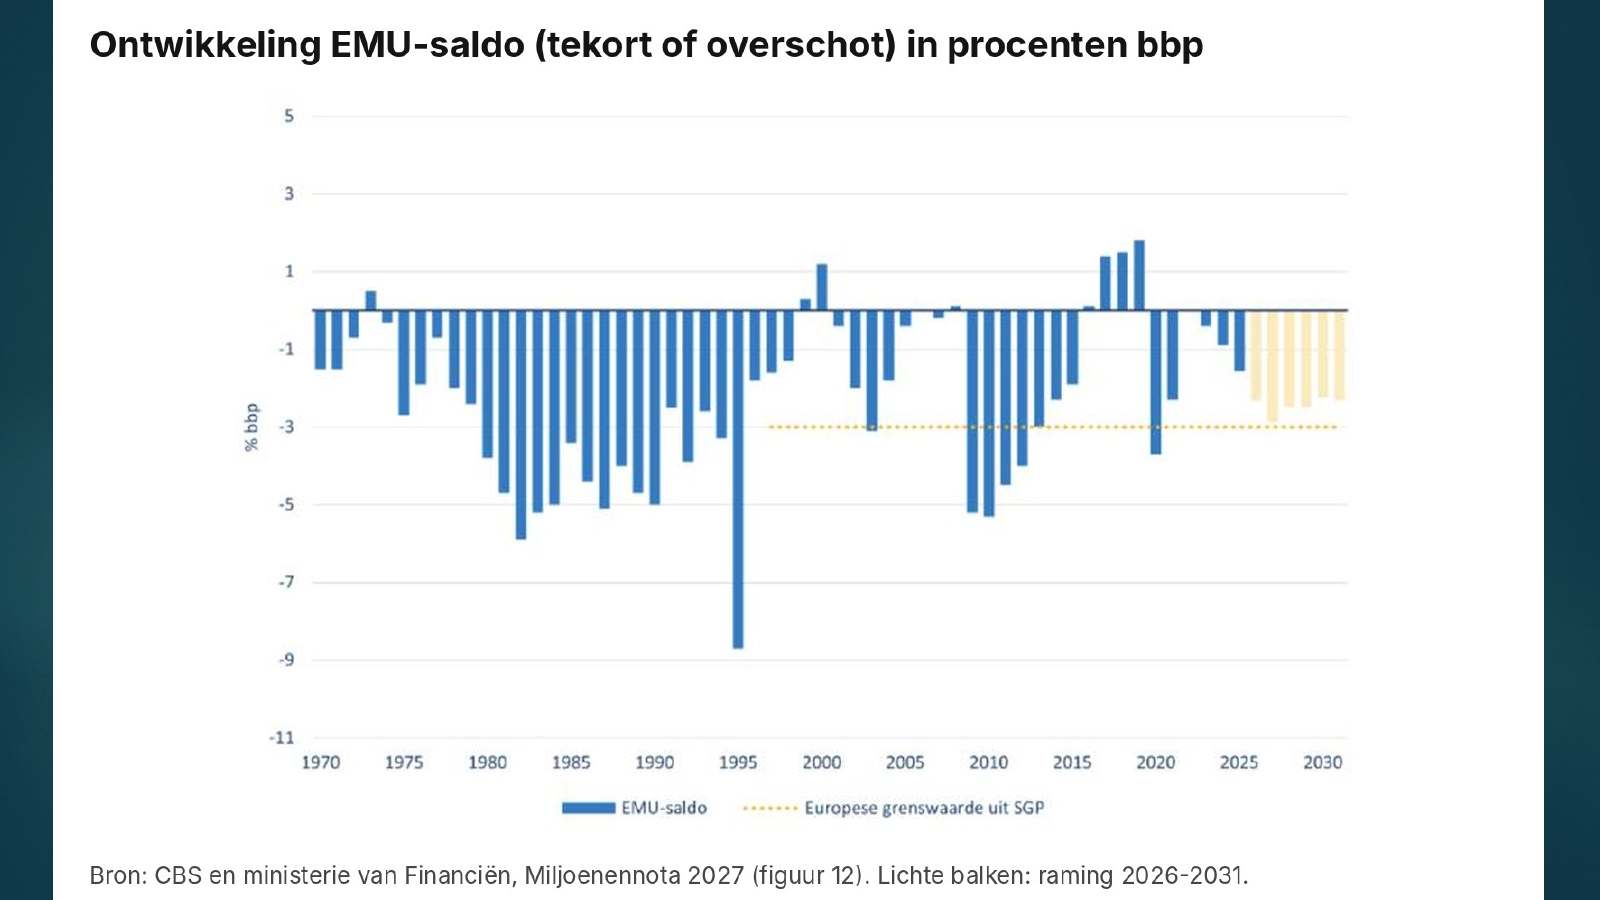 Ontwikkeling EMU-saldo (tekort of overschot) in procenten bbp
5
3
1
-1
-3
-5
-7
-9
-11
% bbp
1970 1975 1980 1985 1990 1995 2000 2005 2010 2015 2020 2025 2030
EMU-saldo Europese grenswaarde uit SGP
Bron: CBS en ministerie van Financiën, Miljoenennota 2027 (figuur 12). Lichte balken: raming 2026-2031.